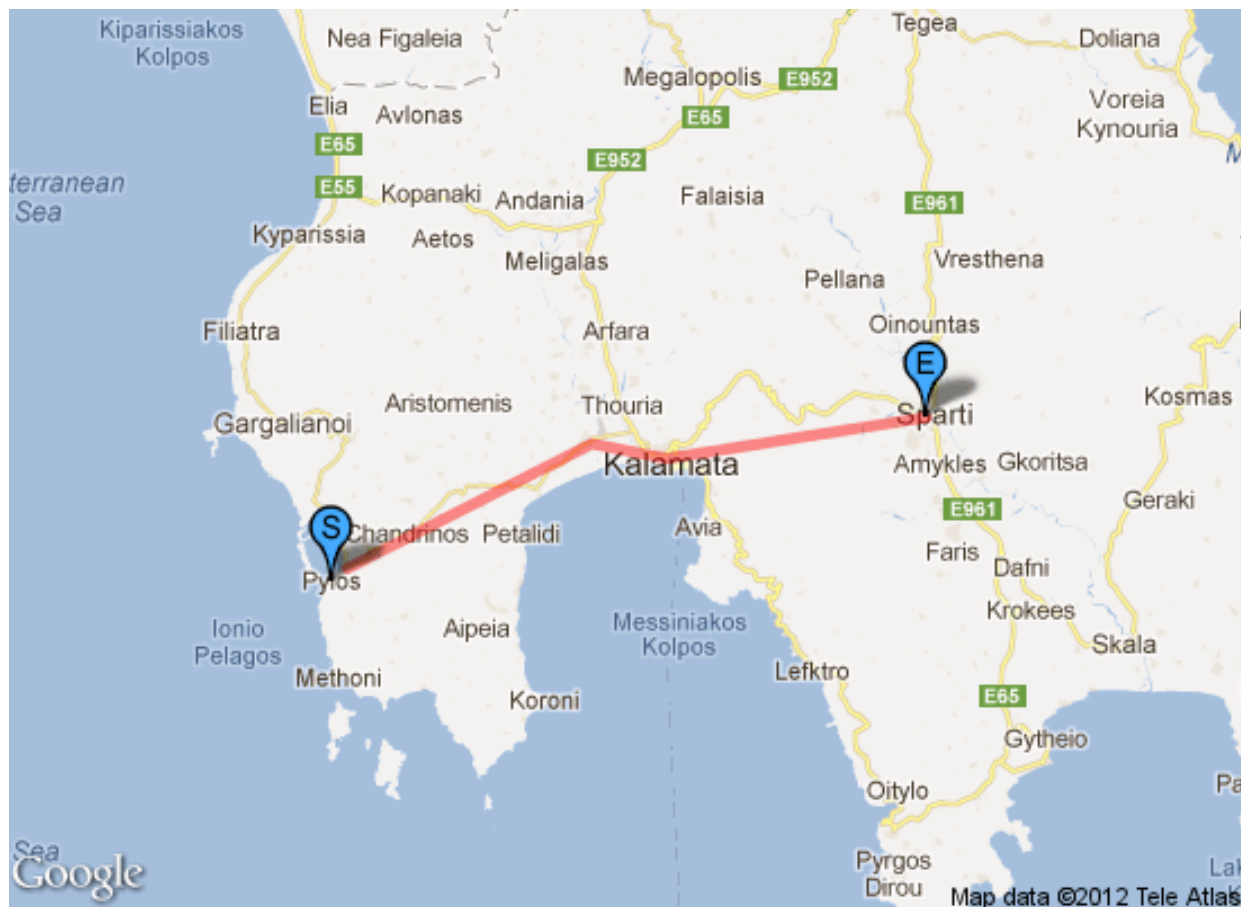 Kiparissiakos
Kolpos
Nea Figaleia
Tegea
Doliana
Megalopolis
E952
Elia
Avlonas
E65
Voreia
Kynouria
E65
E952
terranean
Sea
E55
Kopanaki
Andania
Falaisia
E961
Kyparissia
Aetos
Meligalas
Vresthena
Pellana
Filiatra
Arfara
Oinountas
E
Aristomenis
Thouria
Sparti
Kosmas
Gargalianoi
Kalamata
Amykles
Gkoritsa
Geraki
E961
S
Chandrinos
Petalidi
Avia
Faris
Dafni
Pylos
Krokees
Ionio
Pelagos
Aipeia
Messiniakos
Kolpos
Skala
Methoni
Lefktro
Koroni
E65
Gytheio
Oitylo
Pa
Sea
Google
Pyrgos
Dirou
Lak
Map data ©2012 Tele Atlas